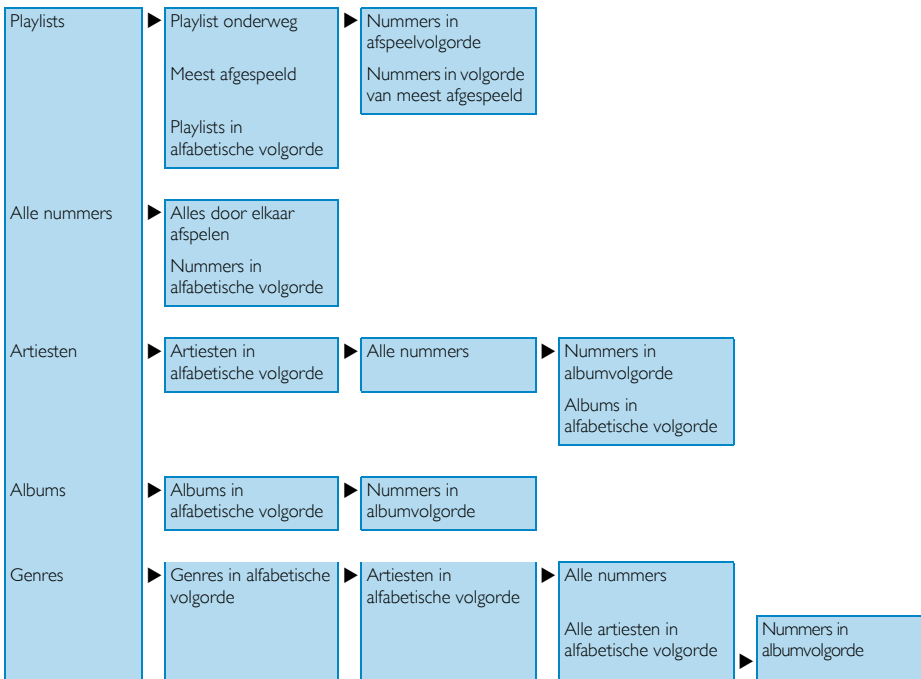 Playlists
Playlist onderweg
Nummers in
afspeelvolgorde
Meest afgespeeld
Nummers in volgorde
van meest afgespeeld
Playlists in
alfabetische volgorde
Alle nummers
Alles door elkaar
afspelen
Nummers in
alfabetische volgorde
Artiesten
Artiesten in
alfabetische volgorde
Alle nummers
Nummers in
albumvolgorde
Albums in
alfabetische volgorde
Albums
Albums in
alfabetische volgorde
Nummers in
albumvolgorde
Genres
Genres in alfabetische
volgorde
Artiesten in
alfabetische volgorde
Alle nummers
Alle artiesten in
alfabetische volgorde
Nummers in
albumvolgorde